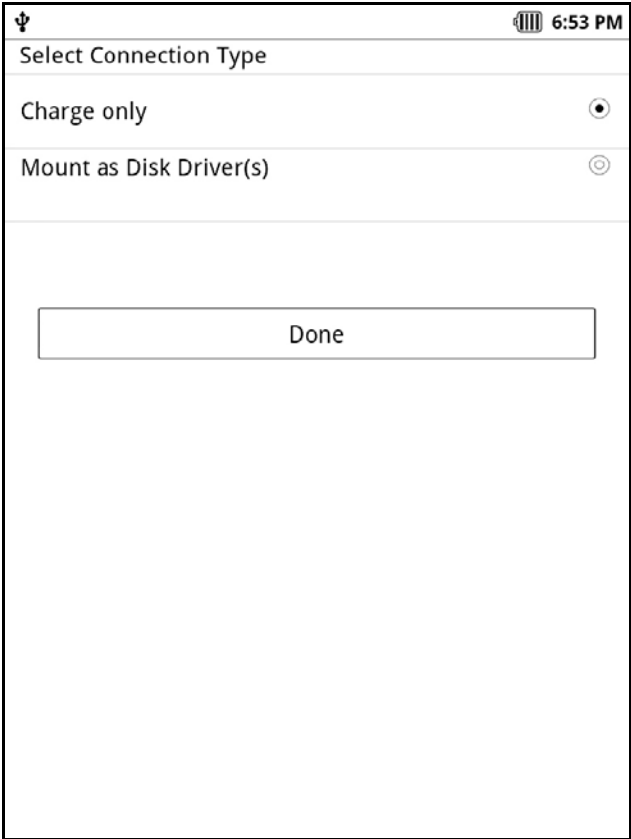 6:53 PM
Select Connection Type
Charge only
Mount as Disk Driver(s)
Done